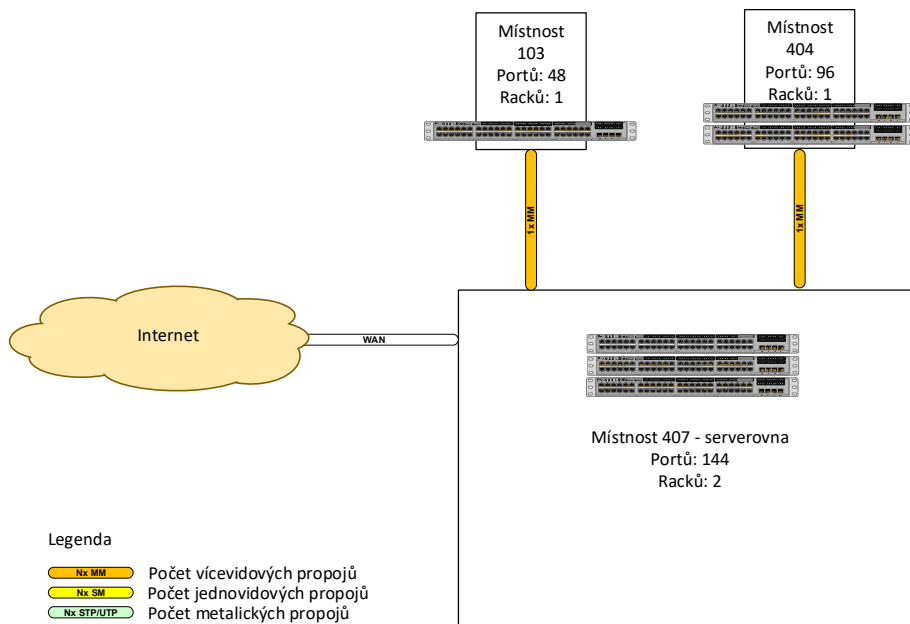 Místnost
103
Portů: 48
Racků: 1
Místnost
404
Portů: 96
Racků: 1
1x MM
1x MM
Internet
WAN
Místnost 407 - serverovna
Portů: 144
Racků: 2
Legenda
Nx MM Počet vícevidových propojů
Nx SM Počet jednovidových propojů
Nx STP/UTP Počet metalických propojů